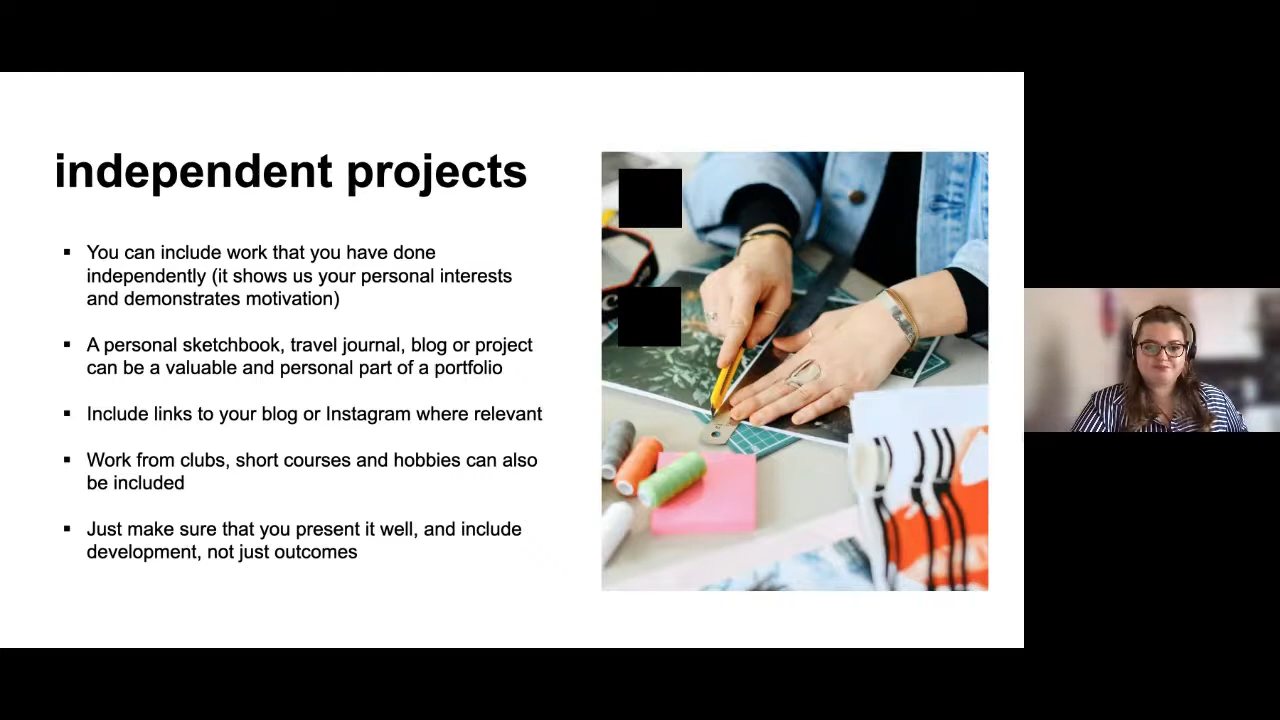 independent projects
▪ You can include work that you have done
independently (it shows us your personal interests
and demonstrates motivation)
▪ A personal sketchbook, travel journal, blog or project
can be a valuable and personal part of a portfolio
▪ Include links to your blog or Instagram where relevant
▪ Work from clubs, short courses and hobbies can also
be included
▪ Just make sure that you present it well, and include
development, not just outcomes